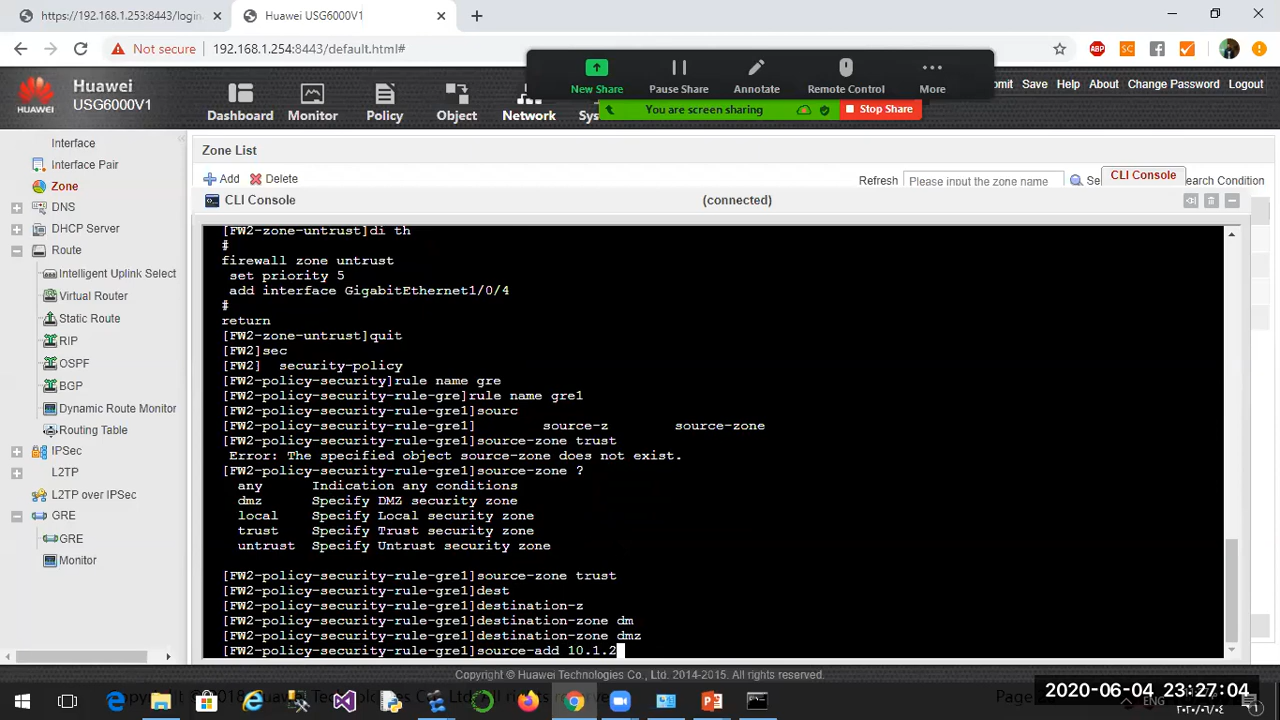 https://192.168.1.253:8443/login. Huawei USG6000V1
Not secure 192.168.1.254:8443/default.html#
ABP SC
New Share Pause Share Annotate Remote Control More
You are screen sharing Stop Share
HUAWEI
Huawei
USG6000V1
Dashboard Monitor Policy Object Network Sys
mmit Save Help About Change Password Logout
Interface
Interface Pair
Zone
DNS
DHCP Server
Route
Intelligent Uplink Select
Virtual Router
Static Route
RIP
OSPF
BGP
Dynamic Route Monitor
Routing Table
IPSec
L2TP
L2TP over IPSec
GRE
GRE
Monitor
Zone List
Add Delete
Refresh Please input the zone name Se CLI Console earch Condition
CLI Console (connected)
[FW2-zone-untrust]di th
#
firewall zone untrust
set priority 5
add interface GigabitEthernet1/0/4
#
return
[FW2-zone-untrust]quit
[FW2]sec
[FW2] security-policy
[FW2-policy-security]rule name gre
[FW2-policy-security-rule-gre]rule name gre1
[FW2-policy-security-rule-gre1]sourc
[FW2-policy-security-rule-gre1] source-z source-zone
[FW2-policy-security-rule-gre1]source-zone trust
Error: The specified object source-zone does not exist.
[FW2-policy-security-rule-gre1]source-zone ?
any Indication any conditions
dmz Specify DMZ security zone
local Specify Local security zone
trust Specify Trust security zone
untrust Specify Untrust security zone
[FW2-policy-security-rule-gre1]source-zone trust
[FW2-policy-security-rule-gre1]dest
[FW2-policy-security-rule-gre1]destination-z
[FW2-policy-security-rule-gre1]destination-zone dm
[FW2-policy-security-rule-gre1]destination-zone dmz
[FW2-policy-security-rule-gre1]source-add 10.1.2
Copyright © Huawei Technologies Co., Ltd. 2014-2015. All rights reserved.
2020-06-04 23:27:04
ENG
٢٠٢٠/٠٦/٠٤